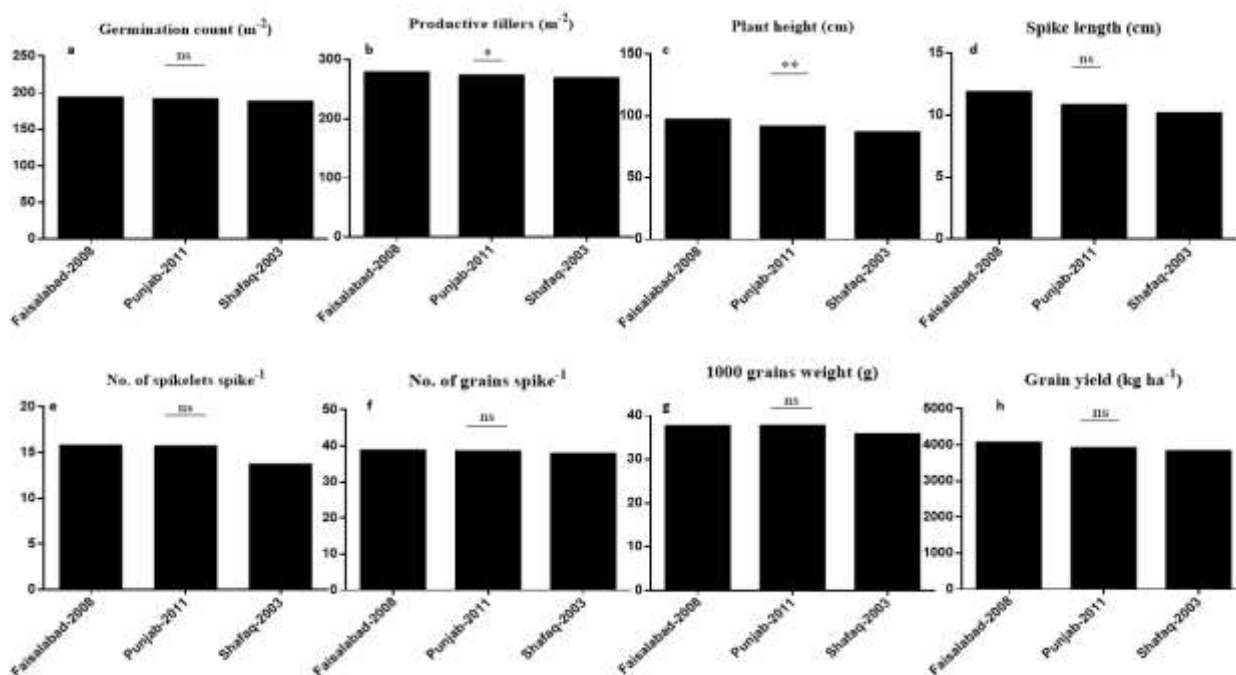 Germination count (m-2)
a
ns
250
200
150
100
50
0
Faisalabad-2008
Punjab-2011
Shafaq-2003
Productive tillers (m-2)
b
*
300
200
100
0
Faisalabad-2008
Punjab-2011
Shafaq-2003
Plant height (cm)
c
**
150
100
50
0
Faisalabad-2008
Punjab-2011
Shafaq-2003
Spike length (cm)
d
ns
15
10
5
0
Faisalabad-2008
Punjab-2011
Shafaq-2003
No. of spikelets spike-1
e
ns
20
15
10
5
0
Faisalabad-2008
Punjab-2011
Shafaq-2003
No. of grains spike-1
f
ns
50
40
30
20
10
0
Faisalabad-2008
Punjab-2011
Shafaq-2003
1000 grains weight (g)
g
ns
40
30
20
10
0
Faisalabad-2008
Punjab-2011
Shafaq-2003
Grain yield (kg ha-1)
h
ns
5000
4000
3000
2000
1000
0
Faisalabad-2008
Punjab-2011
Shafaq-2003